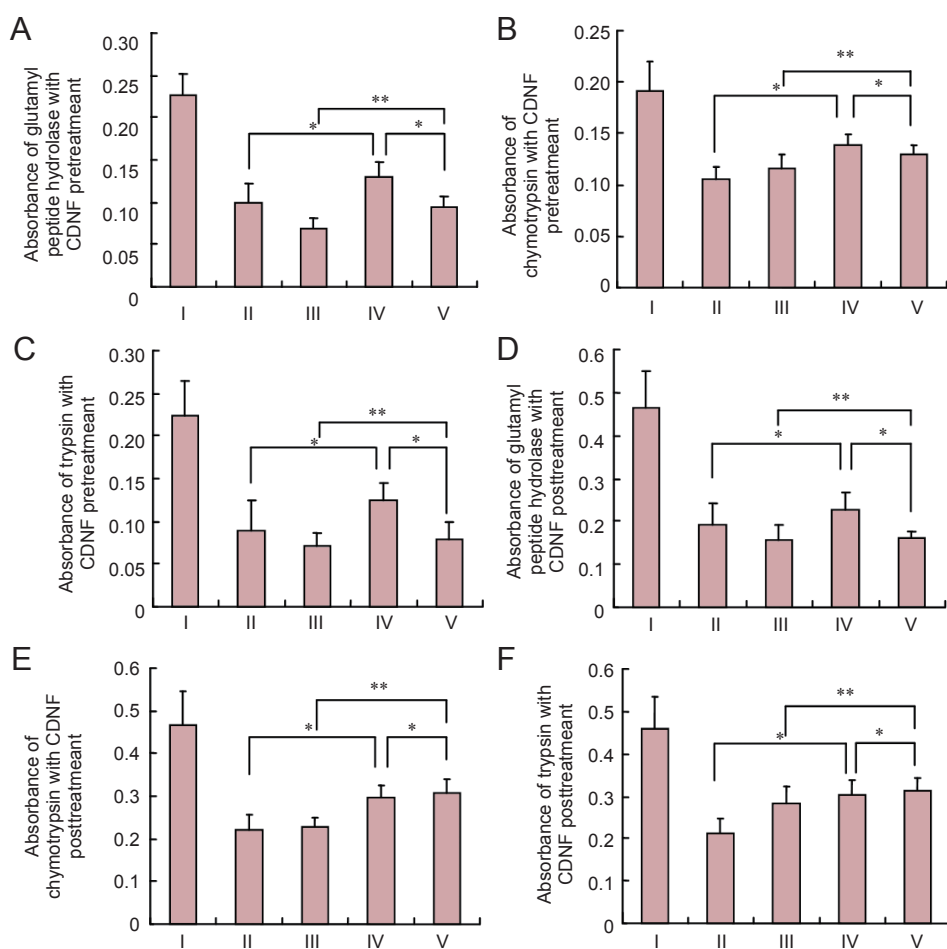 A
Absorbance of glutamyl
peptide hydrolase with
CDNF pretreatmeant
0.30
0.25
0.20
0.15
0.10
0.05
0
**
*
*
I II III IV V
B
Absorbance of
chymotrypsin with CDNF
pretreatmeant
0.25
0.20
0.15
0.10
0.05
0
**
*
*
I II III IV V
C
Absorbance of trypsin with
CDNF pretreatmeant
0.30
0.25
0.20
0.15
0.10
0.05
0
**
*
*
I II III IV V
D
Absorbance of glutamyl
peptide hydrolase with
CDNF posttreatmeant
0.6
0.5
0.4
0.3
0.2
0.1
0
**
*
*
I II III IV V
E
Absorbance of
chymotrypsin with CDNF
posttreatmeant
0.6
0.5
0.4
0.3
0.2
0.1
0
**
*
*
I II III IV V
F
Absorbance of trypsin with
CDNF posttreatmeant
0.6
0.5
0.4
0.3
0.2
0.1
0
**
*
*
I II III IV V